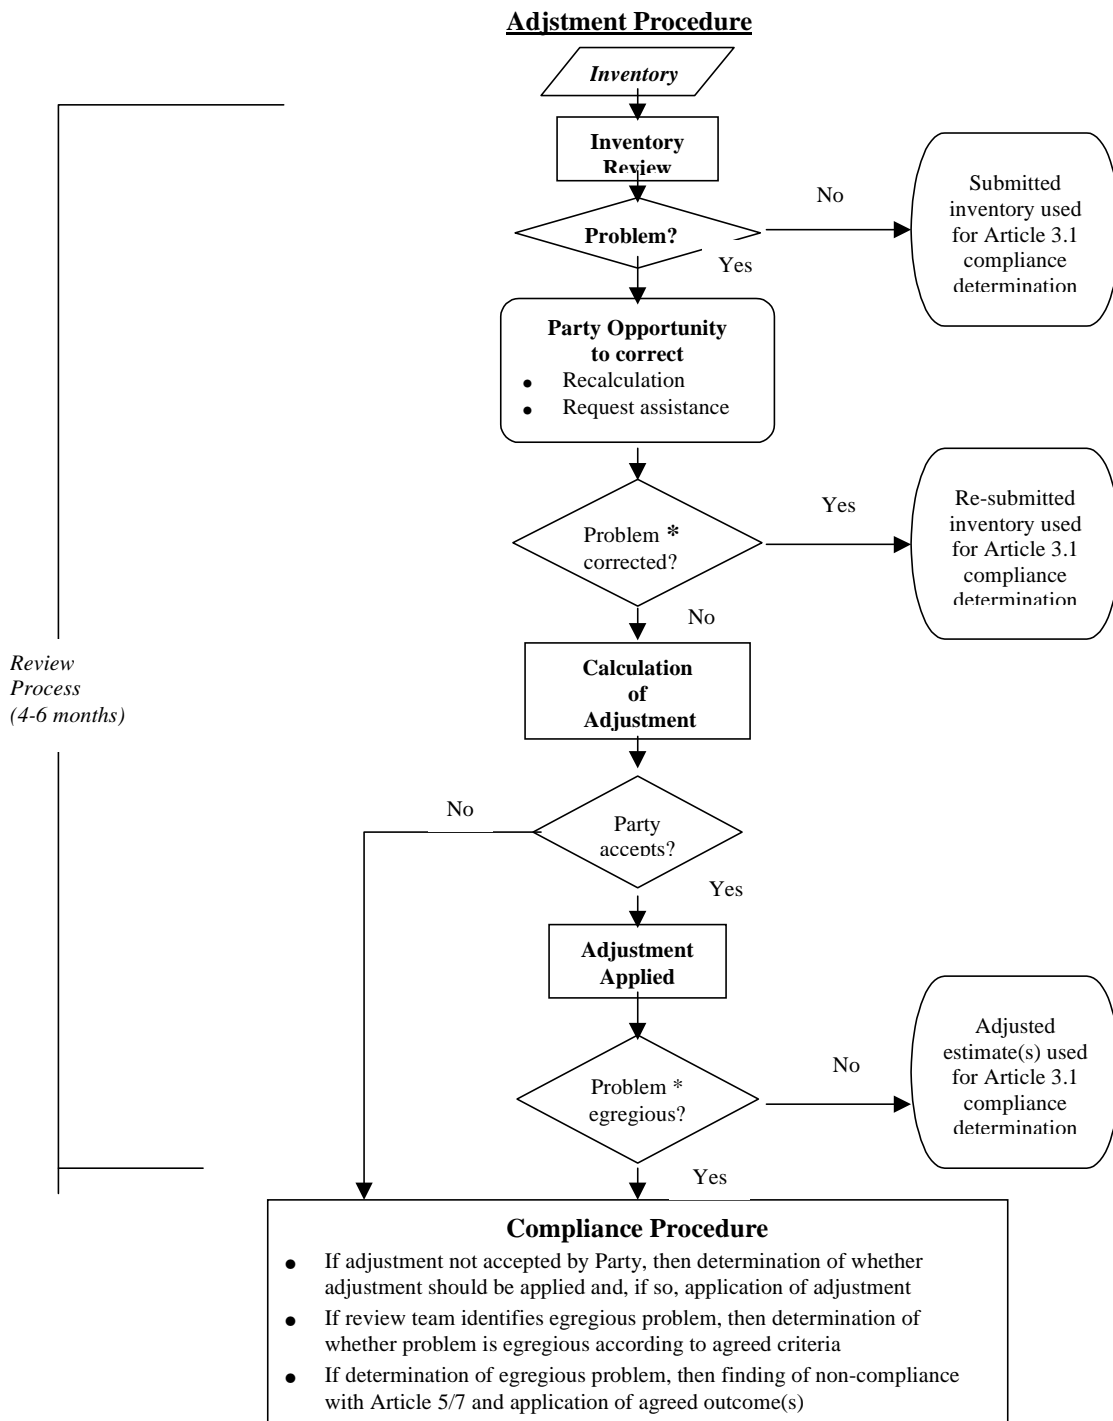 Adjstment Procedure
Inventory
Inventory
Review
No
Submitted
inventory used
for Article 3.1
compliance
determination
Problem?
Yes
Party Opportunity
to correct
● Recalculation
● Request assistance
Problem *
corrected?
Yes
Re-submitted
inventory used
for Article 3.1
compliance
determination
No
Review
Process
(4-6 months)
Calculation
of
Adjustment
No
Party
accepts?
Yes
Adjustment
Applied
Problem *
egregious?
No
Adjusted
estimate(s) used
for Article 3.1
compliance
determination
Yes
Compliance Procedure
● If adjustment not accepted by Party, then determination of whether
adjustment should be applied and, if so, application of adjustment
● If review team identifies egregious problem, then determination of
whether problem is egregious according to agreed criteria
● If determination of egregious problem, then finding of non-compliance
with Article 5/7 and application of agreed outcome(s)